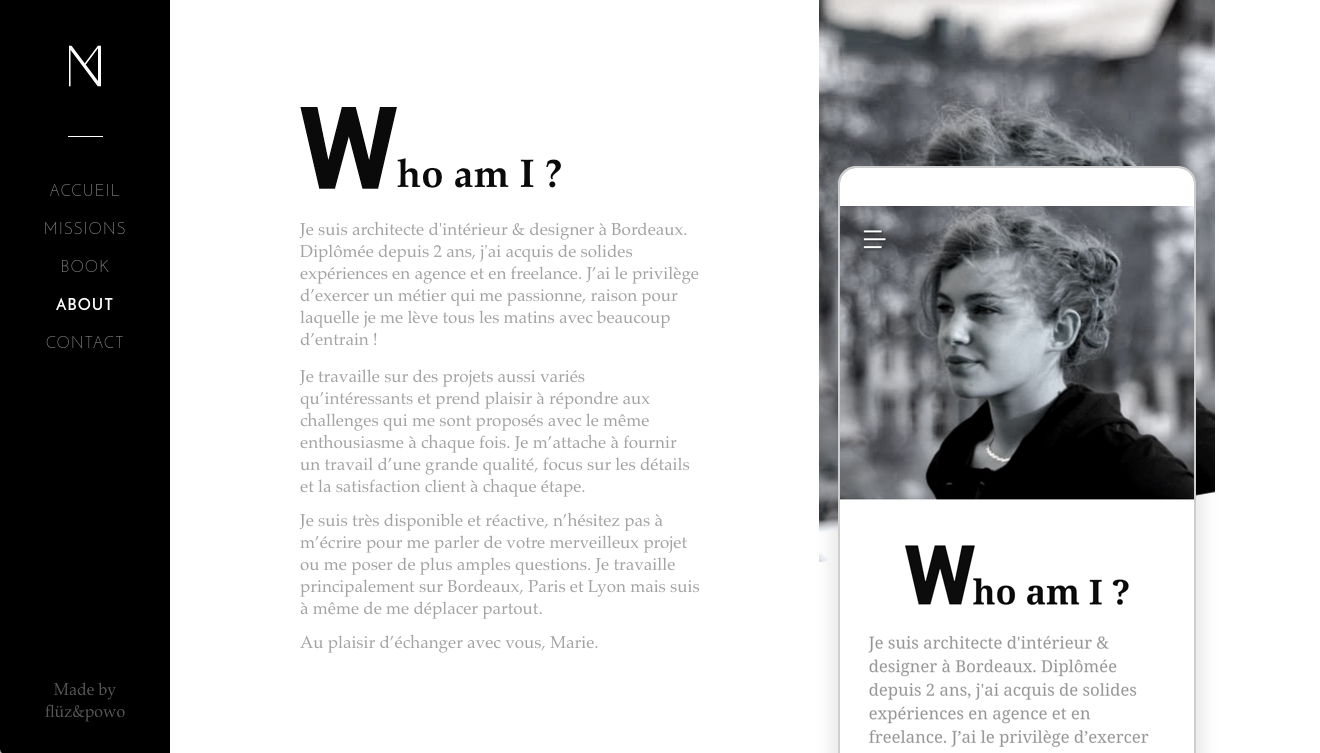 ACCUEIL
MISSIONS
BOOK
ABOUT
CONTACT
Made by
flüz&powo
Who am I ?
Je suis architecte d'intérieur & designer à Bordeaux.
Diplômée depuis 2 ans, j'ai acquis de solides
expériences en agence et en freelance. J’ai le privilège
d’exercer un métier qui me passionne, raison pour
laquelle je me lève tous les matins avec beaucoup
d’entrain !
Je travaille sur des projets aussi variés
qu’intéressants et prend plaisir à répondre aux
challenges qui me sont proposés avec le même
enthousiasme à chaque fois. Je m’attache à fournir
un travail d’une grande qualité, focus sur les détails
et la satisfaction client à chaque étape.
Je suis très disponible et réactive, n’hésitez pas à
m’écrire pour me parler de votre merveilleux projet
ou me poser de plus amples questions. Je travaille
principalement sur Bordeaux, Paris et Lyon mais suis
à même de me déplacer partout.
Au plaisir d’échanger avec vous, Marie.
Who am I ?
Je suis architecte d'intérieur &
designer à Bordeaux. Diplômée
depuis 2 ans, j'ai acquis de solides
expériences en agence et en
freelance. J’ai le privilège d’exercer